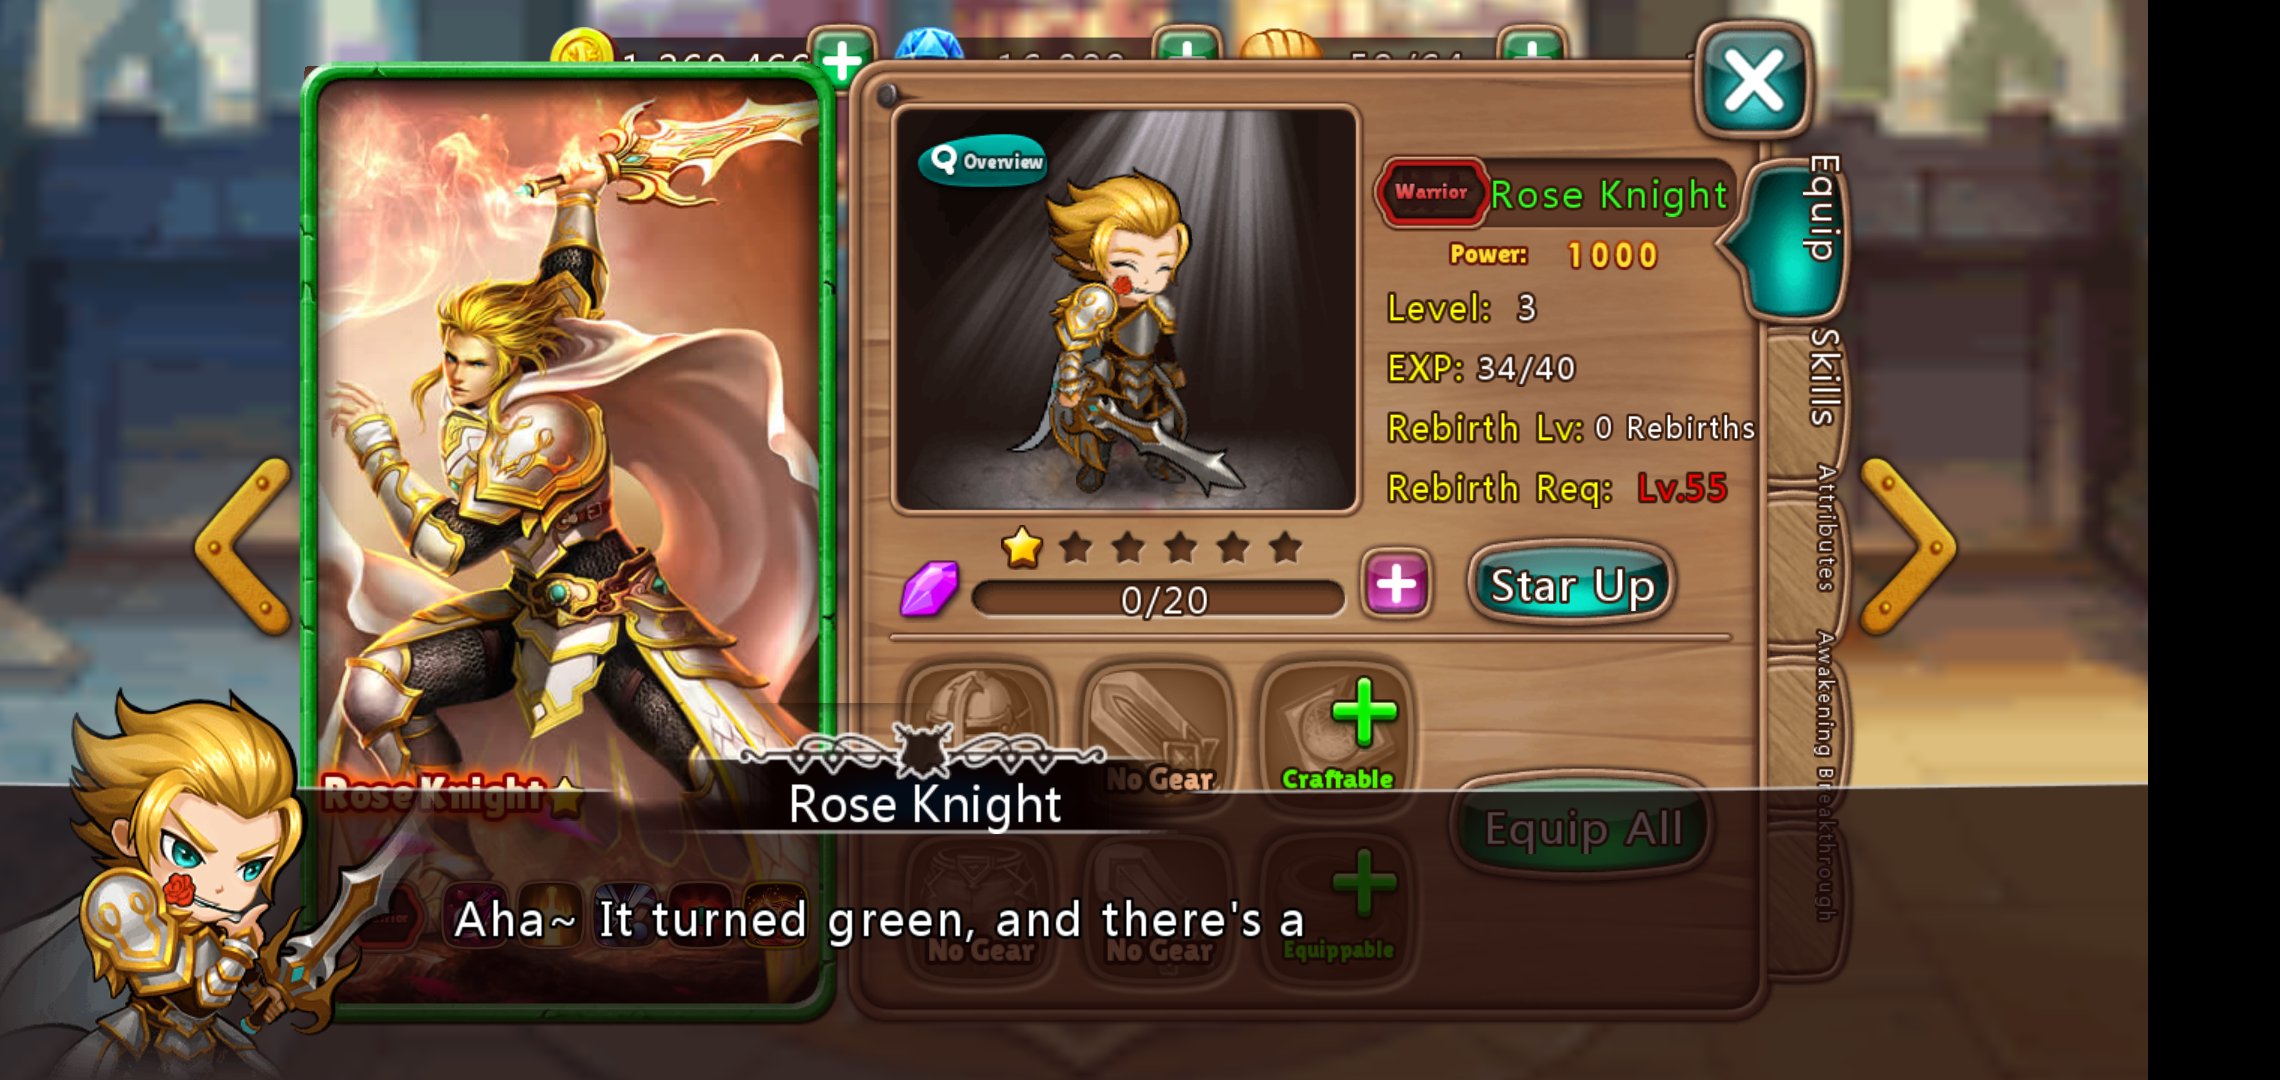 Overview
Warrior
Rose Knight
Power: 1000
Level: 3
EXP: 34/40
Rebirth Lv: 0 Rebirths
Rebirth Req: Lv.55
0/20
Star Up
Equip
Skills
Attributes
Awakening
Breakthrough
No Gear
Craftable
Rose Knight
Rose Knight
Equip All
Aha~ It turned green, and there's a
No Gear
No Gear
Equippable